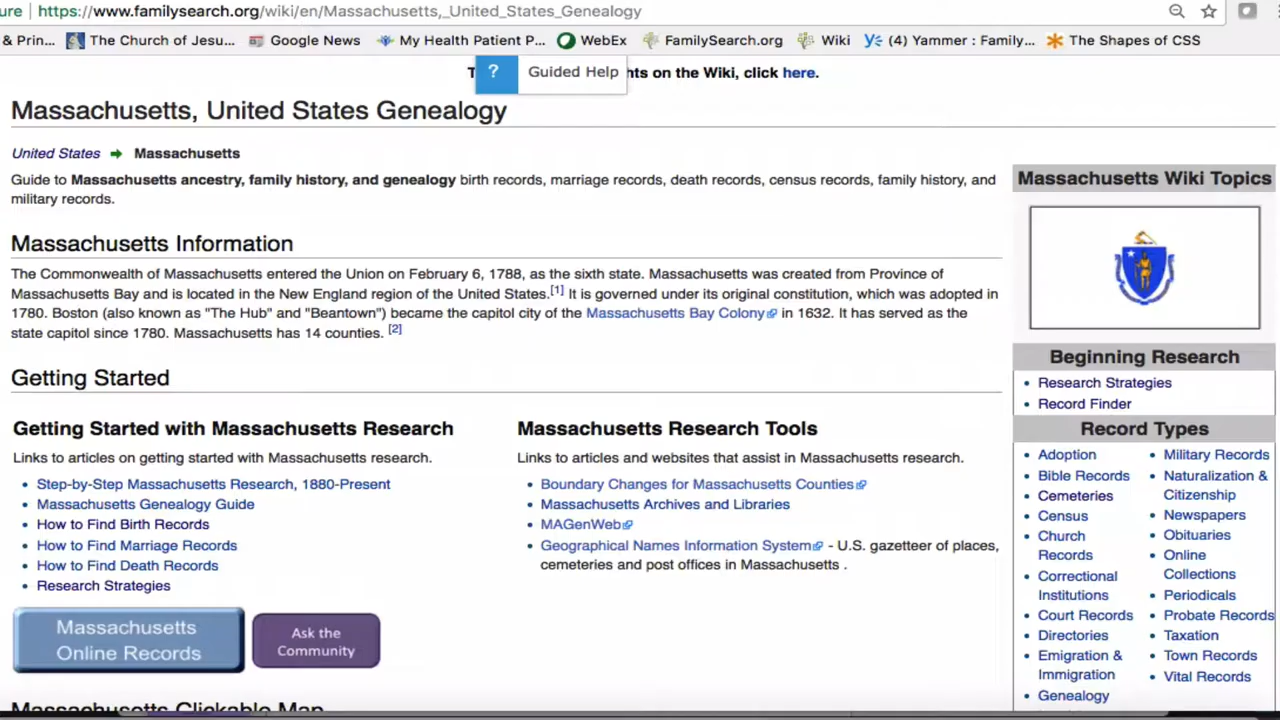 ure https://www.familysearch.org/wiki/en/Massachusetts,_United_States_Genealogy
& Prin... The Church of Jesu... Google News My Health Patient P... WebEx FamilySearch.org Wiki (4) Yammer : Family... The Shapes of CSS
T ? Guided Help hts on the Wiki, click here.
Massachusetts, United States Genealogy
United States Massachusetts
Guide to Massachusetts ancestry, family history, and genealogy birth records, marriage records, death records, census records, family history, and
military records.
Massachusetts Information
The Commonwealth of Massachusetts entered the Union on February 6, 1788, as the sixth state. Massachusetts was created from Province of
Massachusetts Bay and is located in the New England region of the United States.[1] It is governed under its original constitution, which was adopted in
1780. Boston (also known as "The Hub" and "Beantown") became the capitol city of the Massachusetts Bay Colony in 1632. It has served as the
state capitol since 1780. Massachusetts has 14 counties. [2]
Getting Started
Getting Started with Massachusetts Research
Links to articles on getting started with Massachusetts research.
• Step-by-Step Massachusetts Research, 1880-Present
• Massachusetts Genealogy Guide
• How to Find Birth Records
• How to Find Marriage Records
• How to Find Death Records
• Research Strategies
Massachusetts Research Tools
Links to articles and websites that assist in Massachusetts research.
• Boundary Changes for Massachusetts Counties
• Massachusetts Archives and Libraries
• MAGenWeb
• Geographical Names Information System - U.S. gazetteer of places,
cemeteries and post offices in Massachusetts .
Massachusetts
Online Records
Ask the
Community
Massachusetts Clickable Map
Massachusetts Wiki Topics
Beginning Research
• Research Strategies
• Record Finder
Record Types
• Adoption
• Bible Records
• Cemeteries
• Census
• Church
Records
• Correctional
Institutions
• Court Records
• Directories
• Emigration &
Immigration
• Genealogy
• Military Records
• Naturalization &
Citizenship
• Newspapers
• Obituaries
• Online
Collections
• Periodicals
• Probate Records
• Taxation
• Town Records
• Vital Records